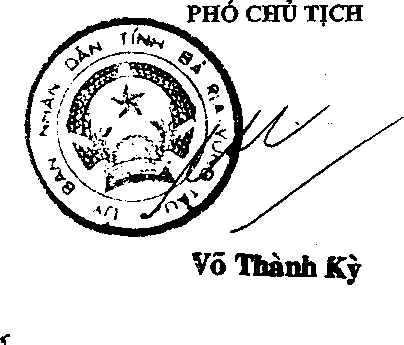 PHÓ CHỦ TỊCH
ỦY BAN NHÂN DÂN TỈNH BÀ RỊA VŨNG TÀU
Võ Thành Kỳ